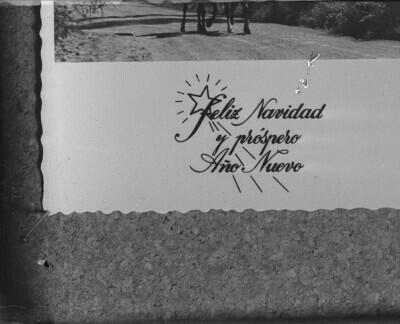 Feliz Navidad
y próspero
Año Nuevo